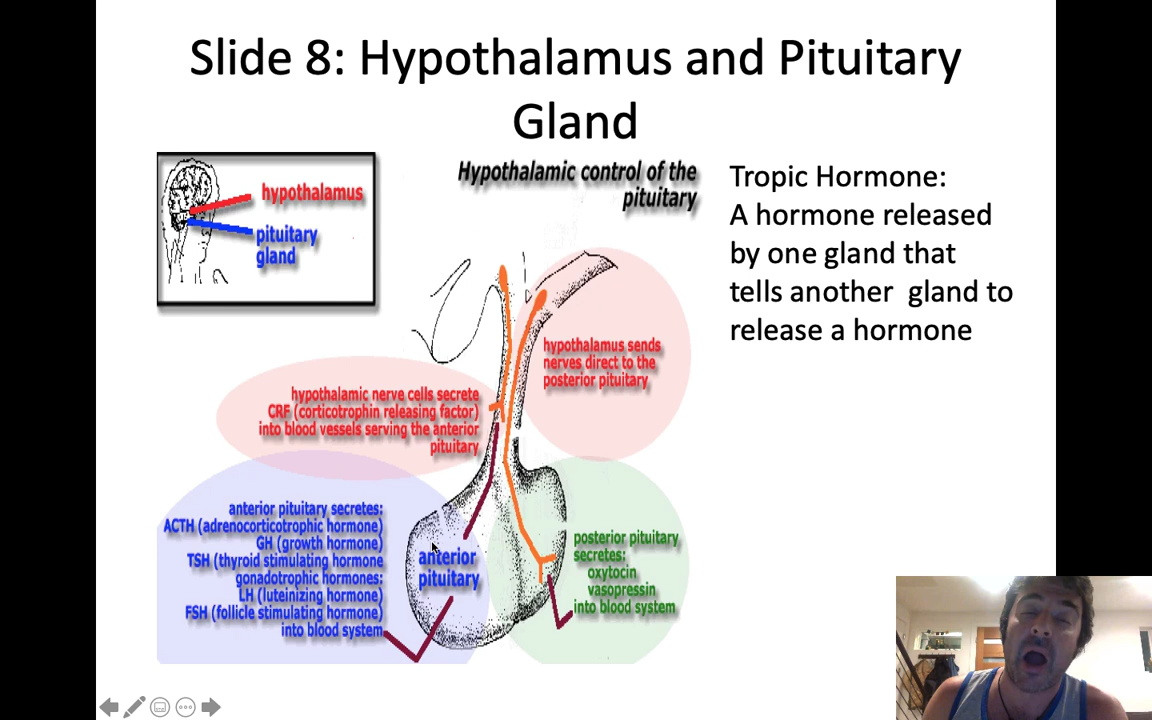 Slide 8: Hypothalamus and Pituitary
Gland
hypothalamus
pituitary
gland
Hypothalamic control of the
pituitary
Tropic Hormone:
A hormone released
by one gland that
tells another gland to
release a hormone
hypothalamus sends
nerves direct to the
posterior pituitary
hypothalamic nerve cells secrete
CRF (corticotrophin releasing factor)
into blood vessels serving the anterior
pituitary
anterior pituitary secretes:
ACTH (adrenocorticotrophic hormone)
GH (growth hormone)
TSH (thyroid stimulating hormone
gonadotrophic hormones:
LH (luteinizing hormone)
FSH (follicle stimulating hormone)
into blood system
anterior
pituitary
posterior pituitary
secretes:
oxytocin
vasopressin
into blood system